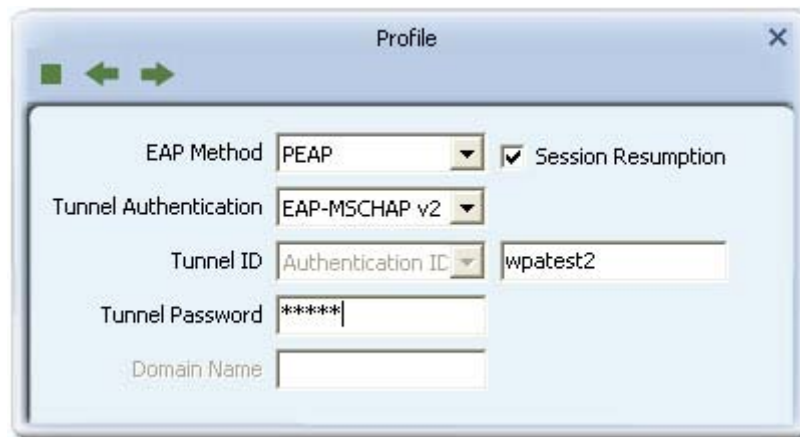 Profile
EAP Method PEAP Session Resumption
Tunnel Authentication EAP-MSCHAP v2
Tunnel ID Authentication ID wpatest2
Tunnel Password *****
Domain Name